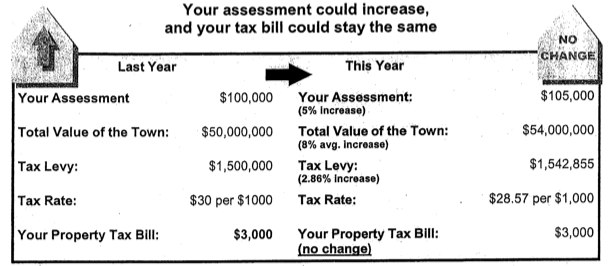 Your assessment could increase,
and your tax bill could stay the same
NO
CHANGE
Last Year
This Year
Your Assessment $100,000 Your Assessment: $105,000
(5% Increase)
Total Value of the Town: $50,000,000 Total Value of the Town: $54,000,000
(8% avg. Increase)
Tax Levy: $1,500,000 Tax Levy: $1,542,855
(2.86% Increase)
Tax Rate: $30 per $1000 Tax Rate: $28.57 per $1,000
Your Property Tax Bill: $3,000 Your Property Tax Bill: $3,000
(no change)